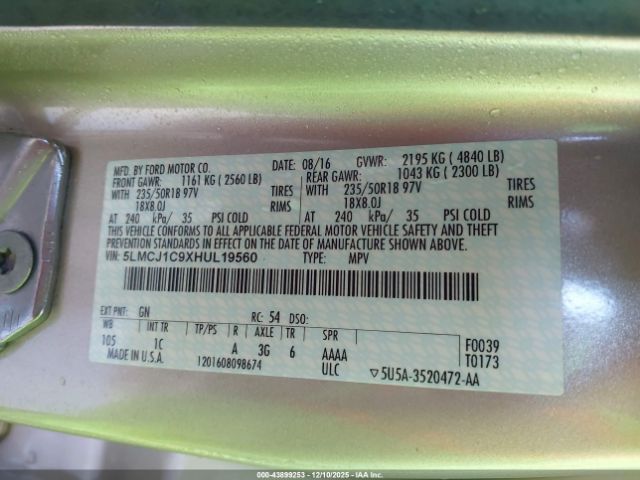 MFD. BY FORD MOTOR CO. DATE: 08/16 GVWR: 2195 KG ( 4840 LB)
FRONT GAWR: 1161 KG ( 2560 LB) REAR GAWR: 1043 KG ( 2300 LB)
WITH 235/50R18 97V TIRES WITH 235/50R18 97V TIRES
18X8.0J RIMS 18X8.0J RIMS
AT 240 kPa/ 35 PSI COLD AT 240 kPa/ 35 PSI COLD
THIS VEHICLE CONFORMS TO ALL APPLICABLE FEDERAL MOTOR VEHICLE SAFETY AND THEFT
PREVENTION STANDARDS IN EFFECT ON THE DATE OF MANUFACTURE SHOWN ABOVE.
VIN: 5LMCJ1C9XHUL19560 TYPE: MPV
EXT PNT: GN RC: 54 DSO:
WB INT TR TP/PS R AXLE TR SPR F0039
105 1C A 3G 6 AAAA T0173
MADE IN U.S.A. 1201608098674 ULC ▽5U5A-3520472-AA
000-43899253 - 12/10/2025 - IAA Inc.